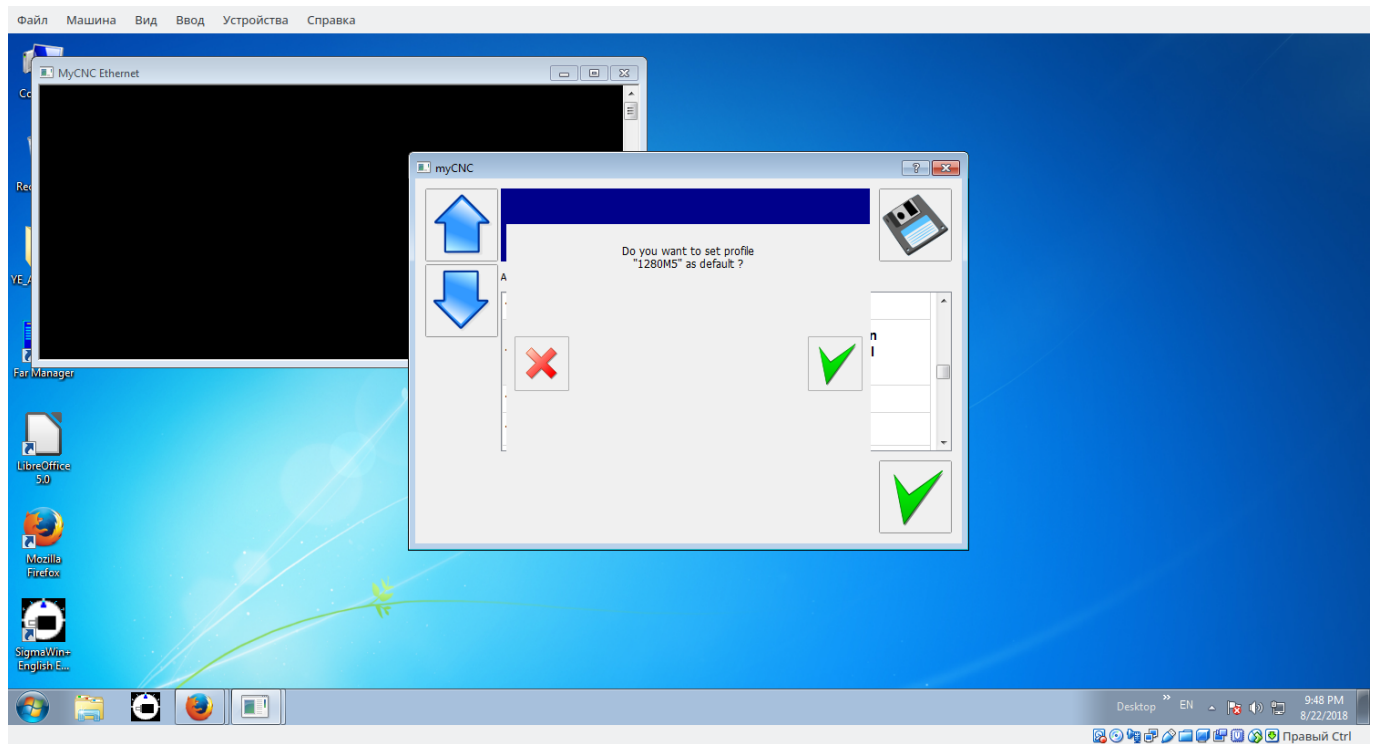 Файл Машина Вид Ввод Устройства Справка
MyCNC Ethernet
myCNC
Do you want to set profile
"1280M5" as default ?
Far Manager
LibreOffice
5.0
Mozilla
Firefox
SigmaWin+
English E...
Desktop
EN
9:48 PM
8/22/2018
Правый Ctrl